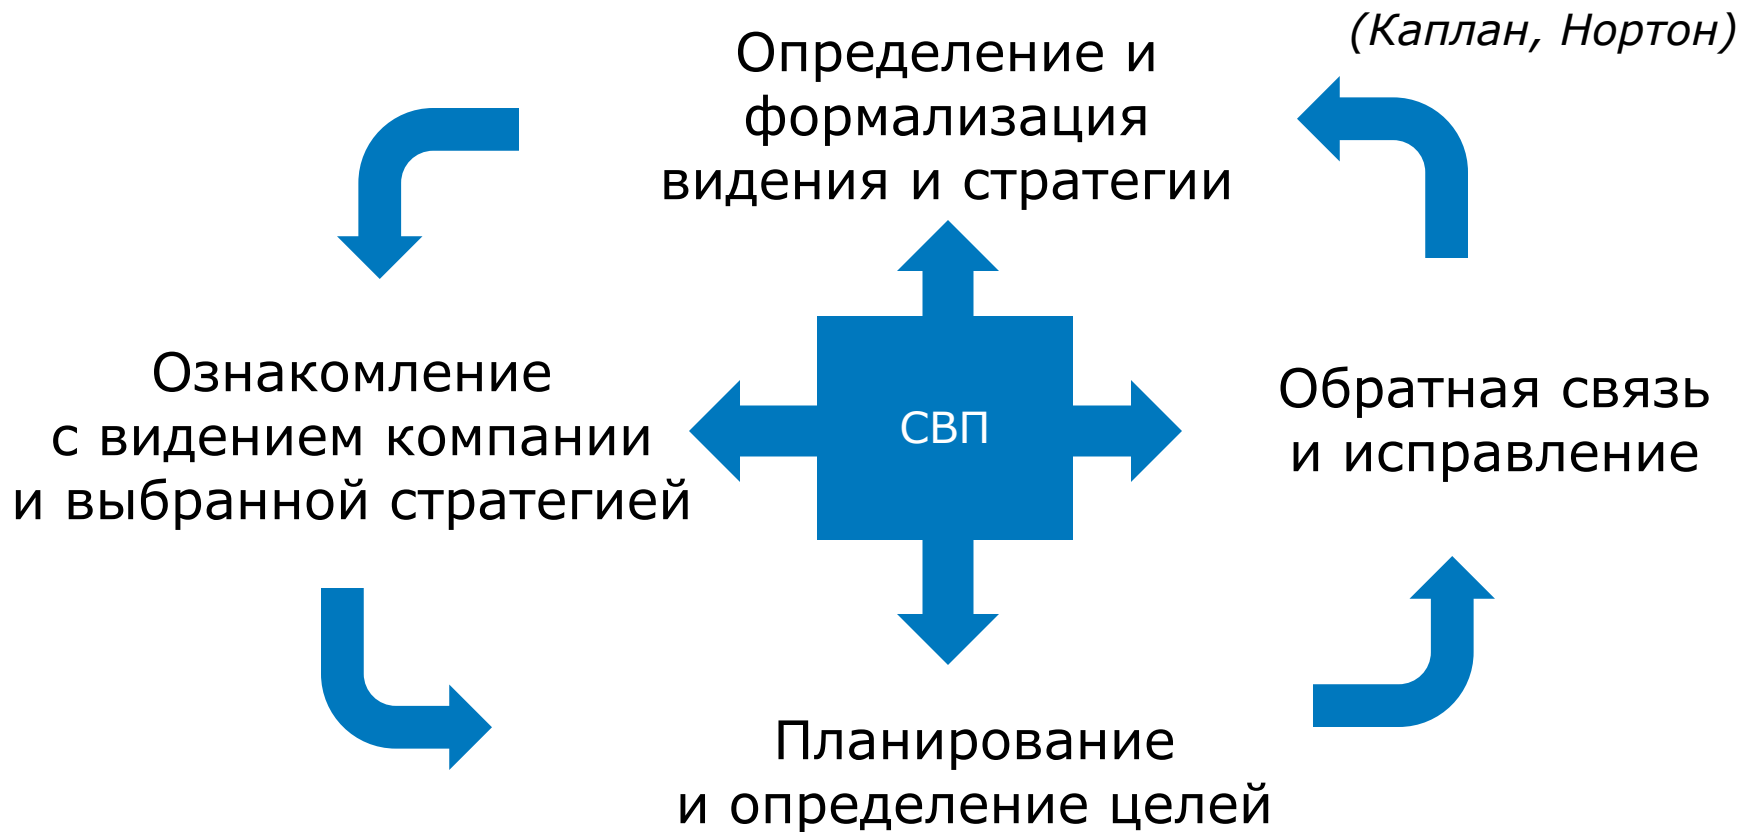 (Каплан, Нортон)
Определение и
формализация
видения и стратегии
Ознакомление
с видением компании
и выбранной стратегией
СВП
Обратная связь
и исправление
Планирование
и определение целей